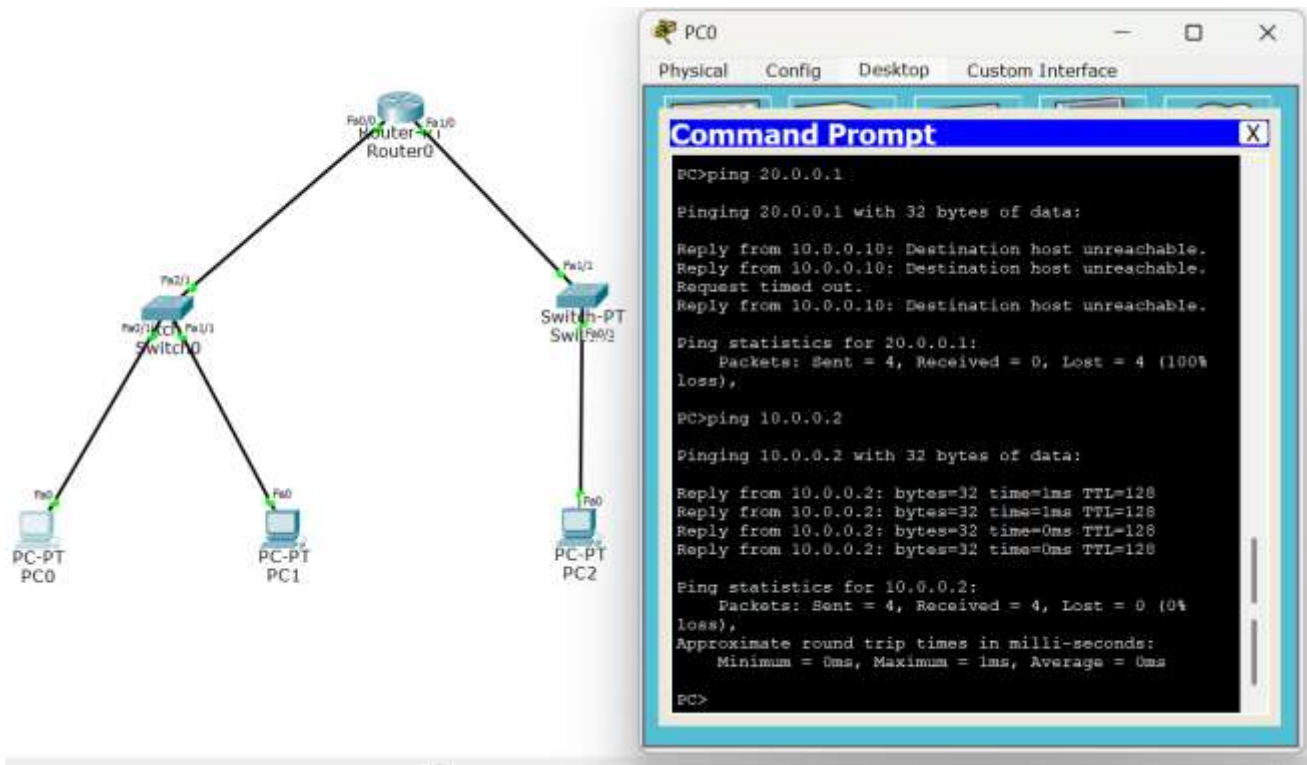 PC0
Physical Config Desktop Custom Interface
Command Prompt
X
PC>ping 20.0.0.1
Pinging 20.0.0.1 with 32 bytes of data:
Reply from 10.0.0.10: Destination host unreachable.
Reply from 10.0.0.10: Destination host unreachable.
Request timed out.
Reply from 10.0.0.10: Destination host unreachable.
Ping statistics for 20.0.0.1:
Packets: Sent = 4, Received = 0, Lost = 4 (100%
loss),
PC>ping 10.0.0.2
Pinging 10.0.0.2 with 32 bytes of data:
Reply from 10.0.0.2: bytes=32 time=1ms TTL=128
Reply from 10.0.0.2: bytes=32 time=1ms TTL=128
Reply from 10.0.0.2: bytes=32 time=0ms TTL=128
Reply from 10.0.0.2: bytes=32 time=0ms TTL=128
Ping statistics for 10.0.0.2:
Packets: Sent = 4, Received = 4, Lost = 0 (0%
loss),
Approximate round trip times in milli-seconds:
Minimum = 0ms, Maximum = 1ms, Average = 0ms
PC>
Fa0/0 Fa1/0
Router0
Fa2/1
Fa0/1 Fa1/1
Switch0
Fa1/1
Switch-PT
Fa0 Fa0 Fa0
PC-PT PC-PT PC-PT
PC0 PC1 PC2